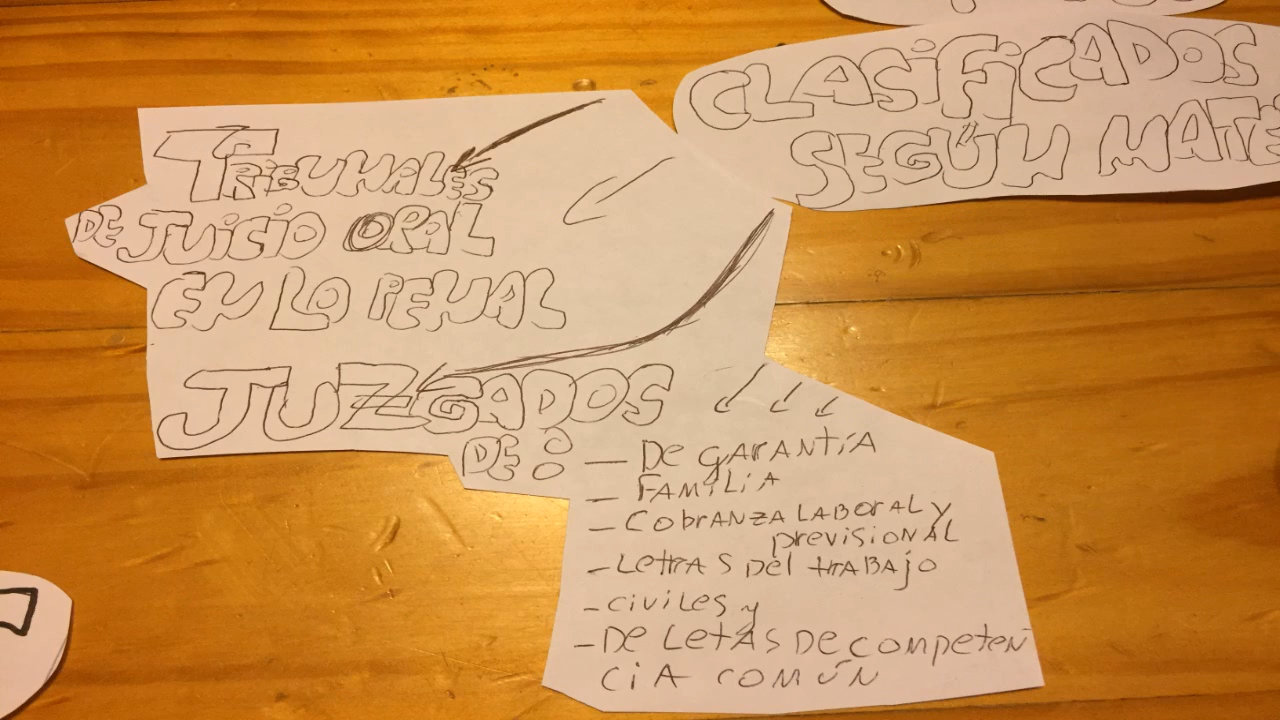 CLASIFICADOS
SEGÚN MATE
TRIBUNALES
DE JUICIO ORAL
EN LO PENAL
JUZGADOS
DE:
— DE GARANTÍA
— FAMILIA
— COBRANZA LABORAL y
previsioNAL
— LETRAS DEL TRABAJO
- CIVILES y
- DE LETAS DE COMPETEN
CIA COMÚN